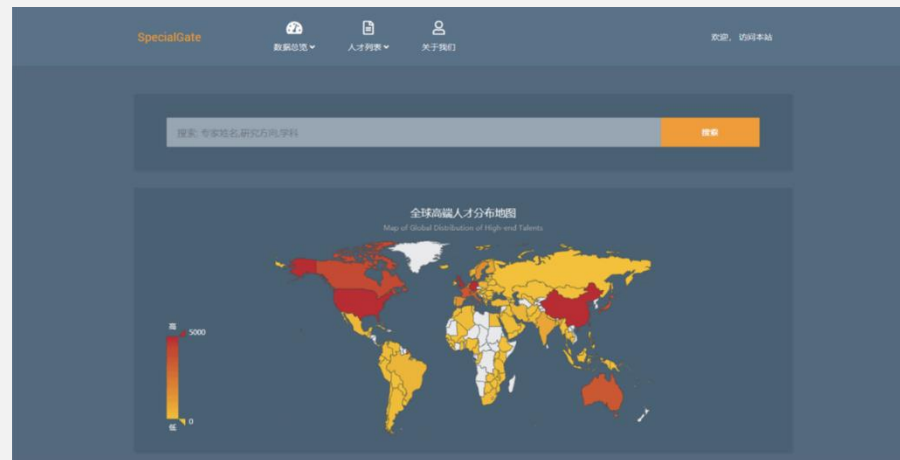 SpecialGate
数据总览
人才列表
关于我们
欢迎, 访问本站
搜索: 专家姓名,研究方向,学科
搜索
全球高端人才分布地图
Map of Global Distribution of High-end Talents
高
5000
0
低